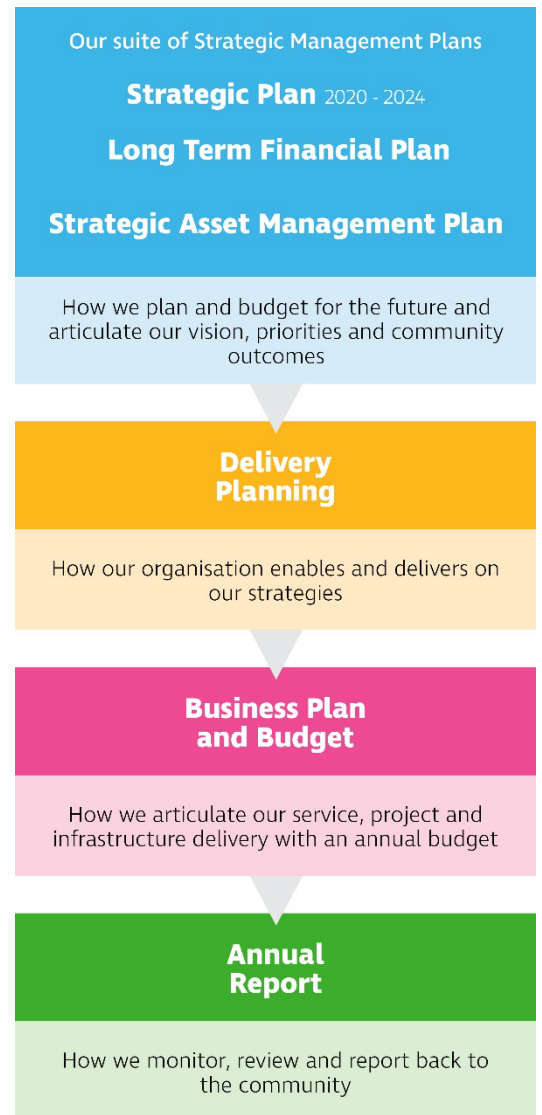 Our suite of Strategic Management Plans
Strategic Plan 2020 - 2024
Long Term Financial Plan
Strategic Asset Management Plan
How we plan and budget for the future and
articulate our vision, priorities and community
outcomes
Delivery
Planning
How our organisation enables and delivers on
our strategies
Business Plan
and Budget
How we articulate our service, project and
infrastructure delivery with an annual budget
Annual
Report
How we monitor, review and report back to
the community